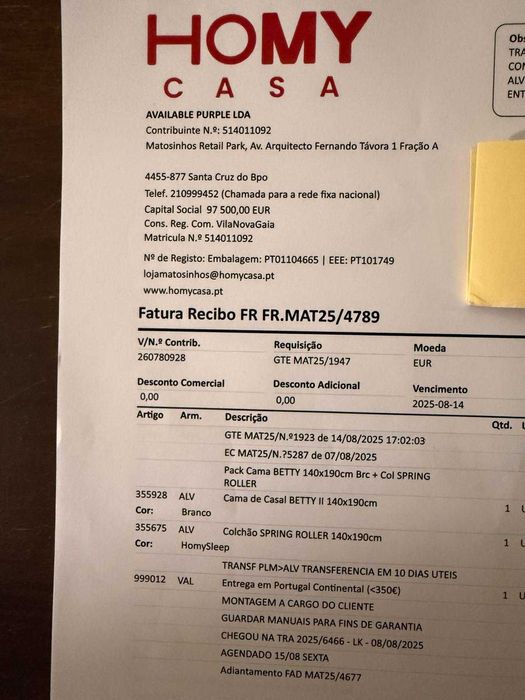 HOMY
CASA
AVAILABLE PURPLE LDA
Contribuinte N.º: 514011092
Matosinhos Retail Park, Av. Arquitecto Fernando Távora 1 Fração A
4455-877 Santa Cruz do Bpo
Telef. 210999452 (Chamada para a rede fixa nacional)
Capital Social 97 500,00 EUR
Cons. Reg. Com. VilaNovaGaia
Matricula N.º 514011092
Nº de Registo: Embalagem: PT01104665 | EEE: PT101749
lojamatosinhos@homycasa.pt
www.homycasa.pt
Obs
TRA
CON
ALV
ENT
Fatura Recibo FR FR.MAT25/4789
V/N.º Contrib. Requisição Moeda
260780928 GTE MAT25/1947 EUR
Desconto Comercial Desconto Adicional Vencimento
0,00 0,00 2025-08-14
Artigo Arm. Descrição Qtd. U
GTE MAT25/N.º1923 de 14/08/2025 17:02:03
EC MAT25/N.?5287 de 07/08/2025
Pack Cama BETTY 140x190cm Brc + Col SPRING
ROLLER
355928 ALV Cama de Casal BETTY II 140x190cm 1 U
Cor: Branco
355675 ALV Colchão SPRING ROLLER 140x190cm 1 U
Cor: HomySleep
TRANSF PLM>ALV TRANSFERENCIA EM 10 DIAS UTEIS
999012 VAL Entrega em Portugal Continental (<350€) 1 U
MONTAGEM A CARGO DO CLIENTE
GUARDAR MANUAIS PARA FINS DE GARANTIA
CHEGOU NA TRA 2025/6466 - LK - 08/08/2025
AGENDADO 15/08 SEXTA
Adiantamento FAD MAT25/4677